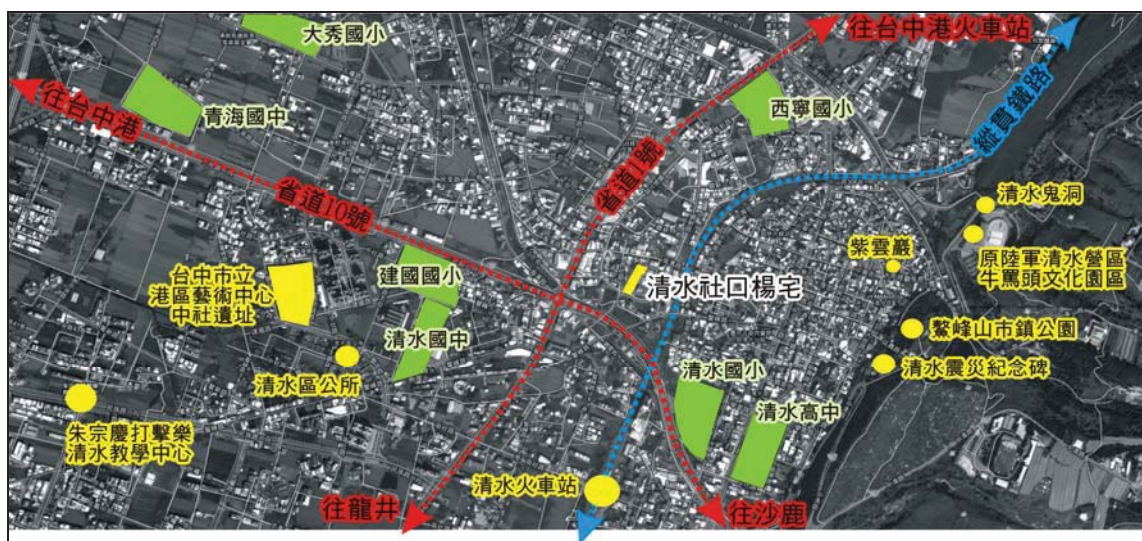 大秀國小
往台中港火車站
青海國中
往台中港
西寧國小
縱貫鐵路
省道1號
省道10號
清水鬼洞
紫雲巖
原陸軍清水營區
牛罵頭文化園區
台中市立
港區藝術中心
中社遺址
建國國小
清水社口楊宅
清水國中
鰲峰山市鎮公園
清水區公所
清水國小
清水震災紀念碑
清水高中
朱宗慶打擊樂
清水教學中心
清水火車站
往龍井
往沙鹿